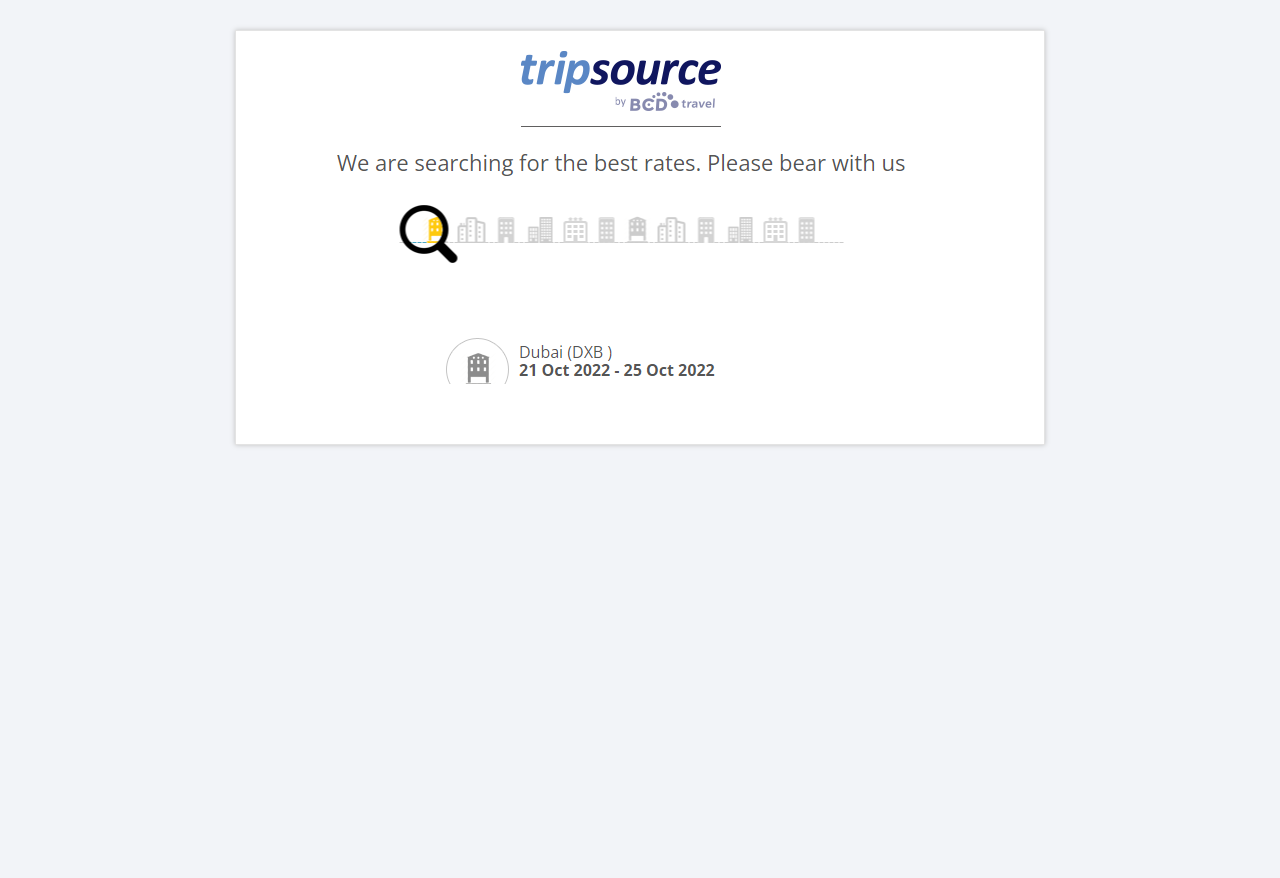 tripsource
by BCD travel
We are searching for the best rates. Please bear with us
Dubai (DXB )
21 Oct 2022 - 25 Oct 2022